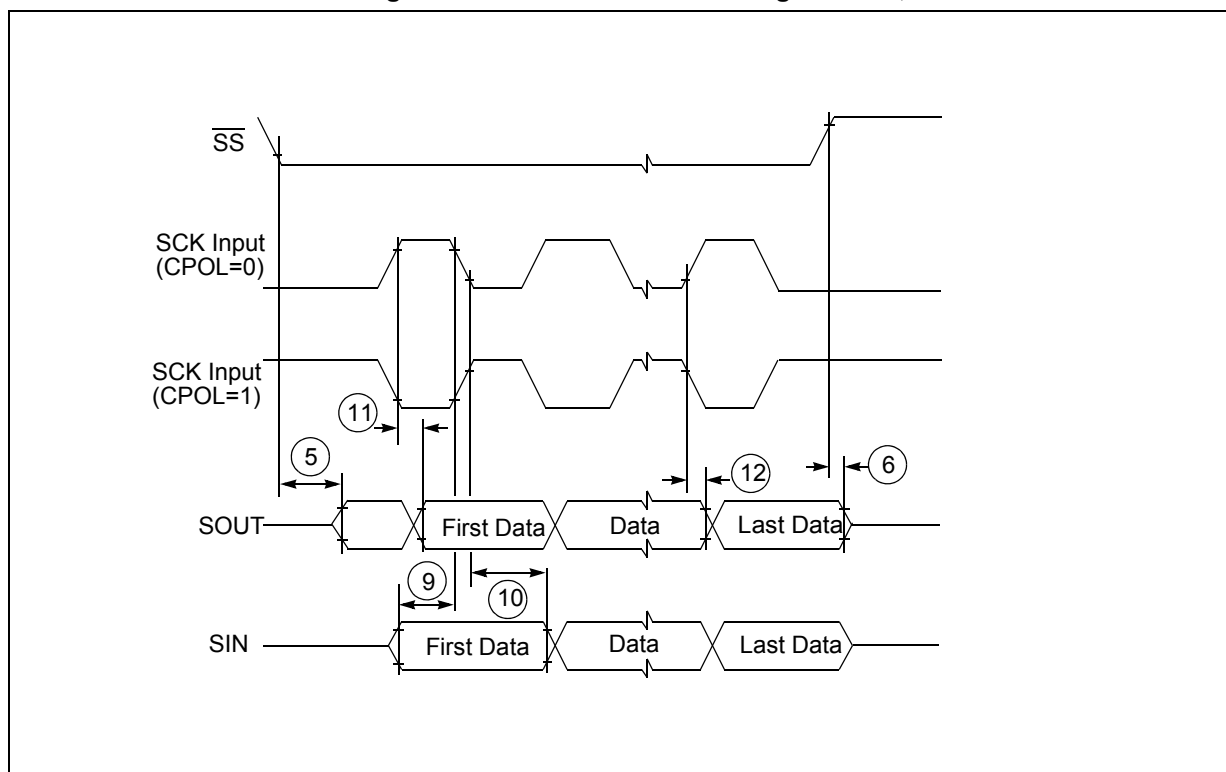 SS
SCK Input
(CPOL=0)
SCK Input
(CPOL=1)
11
5
12
6
SOUT
First Data
Data
Last Data
9
10
SIN
First Data
Data
Last Data